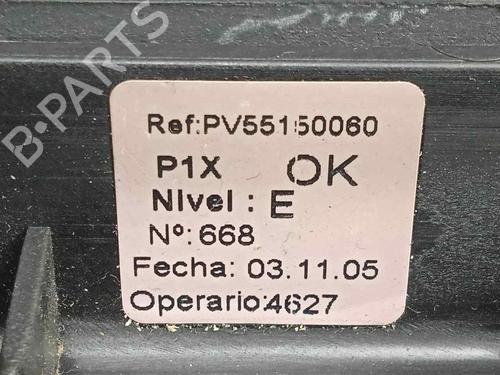 B-PARTS
Ref:PV55150060
P1X OK
Nivel : E
Nº: 668
Fecha: 03.11.05
Operario:4627